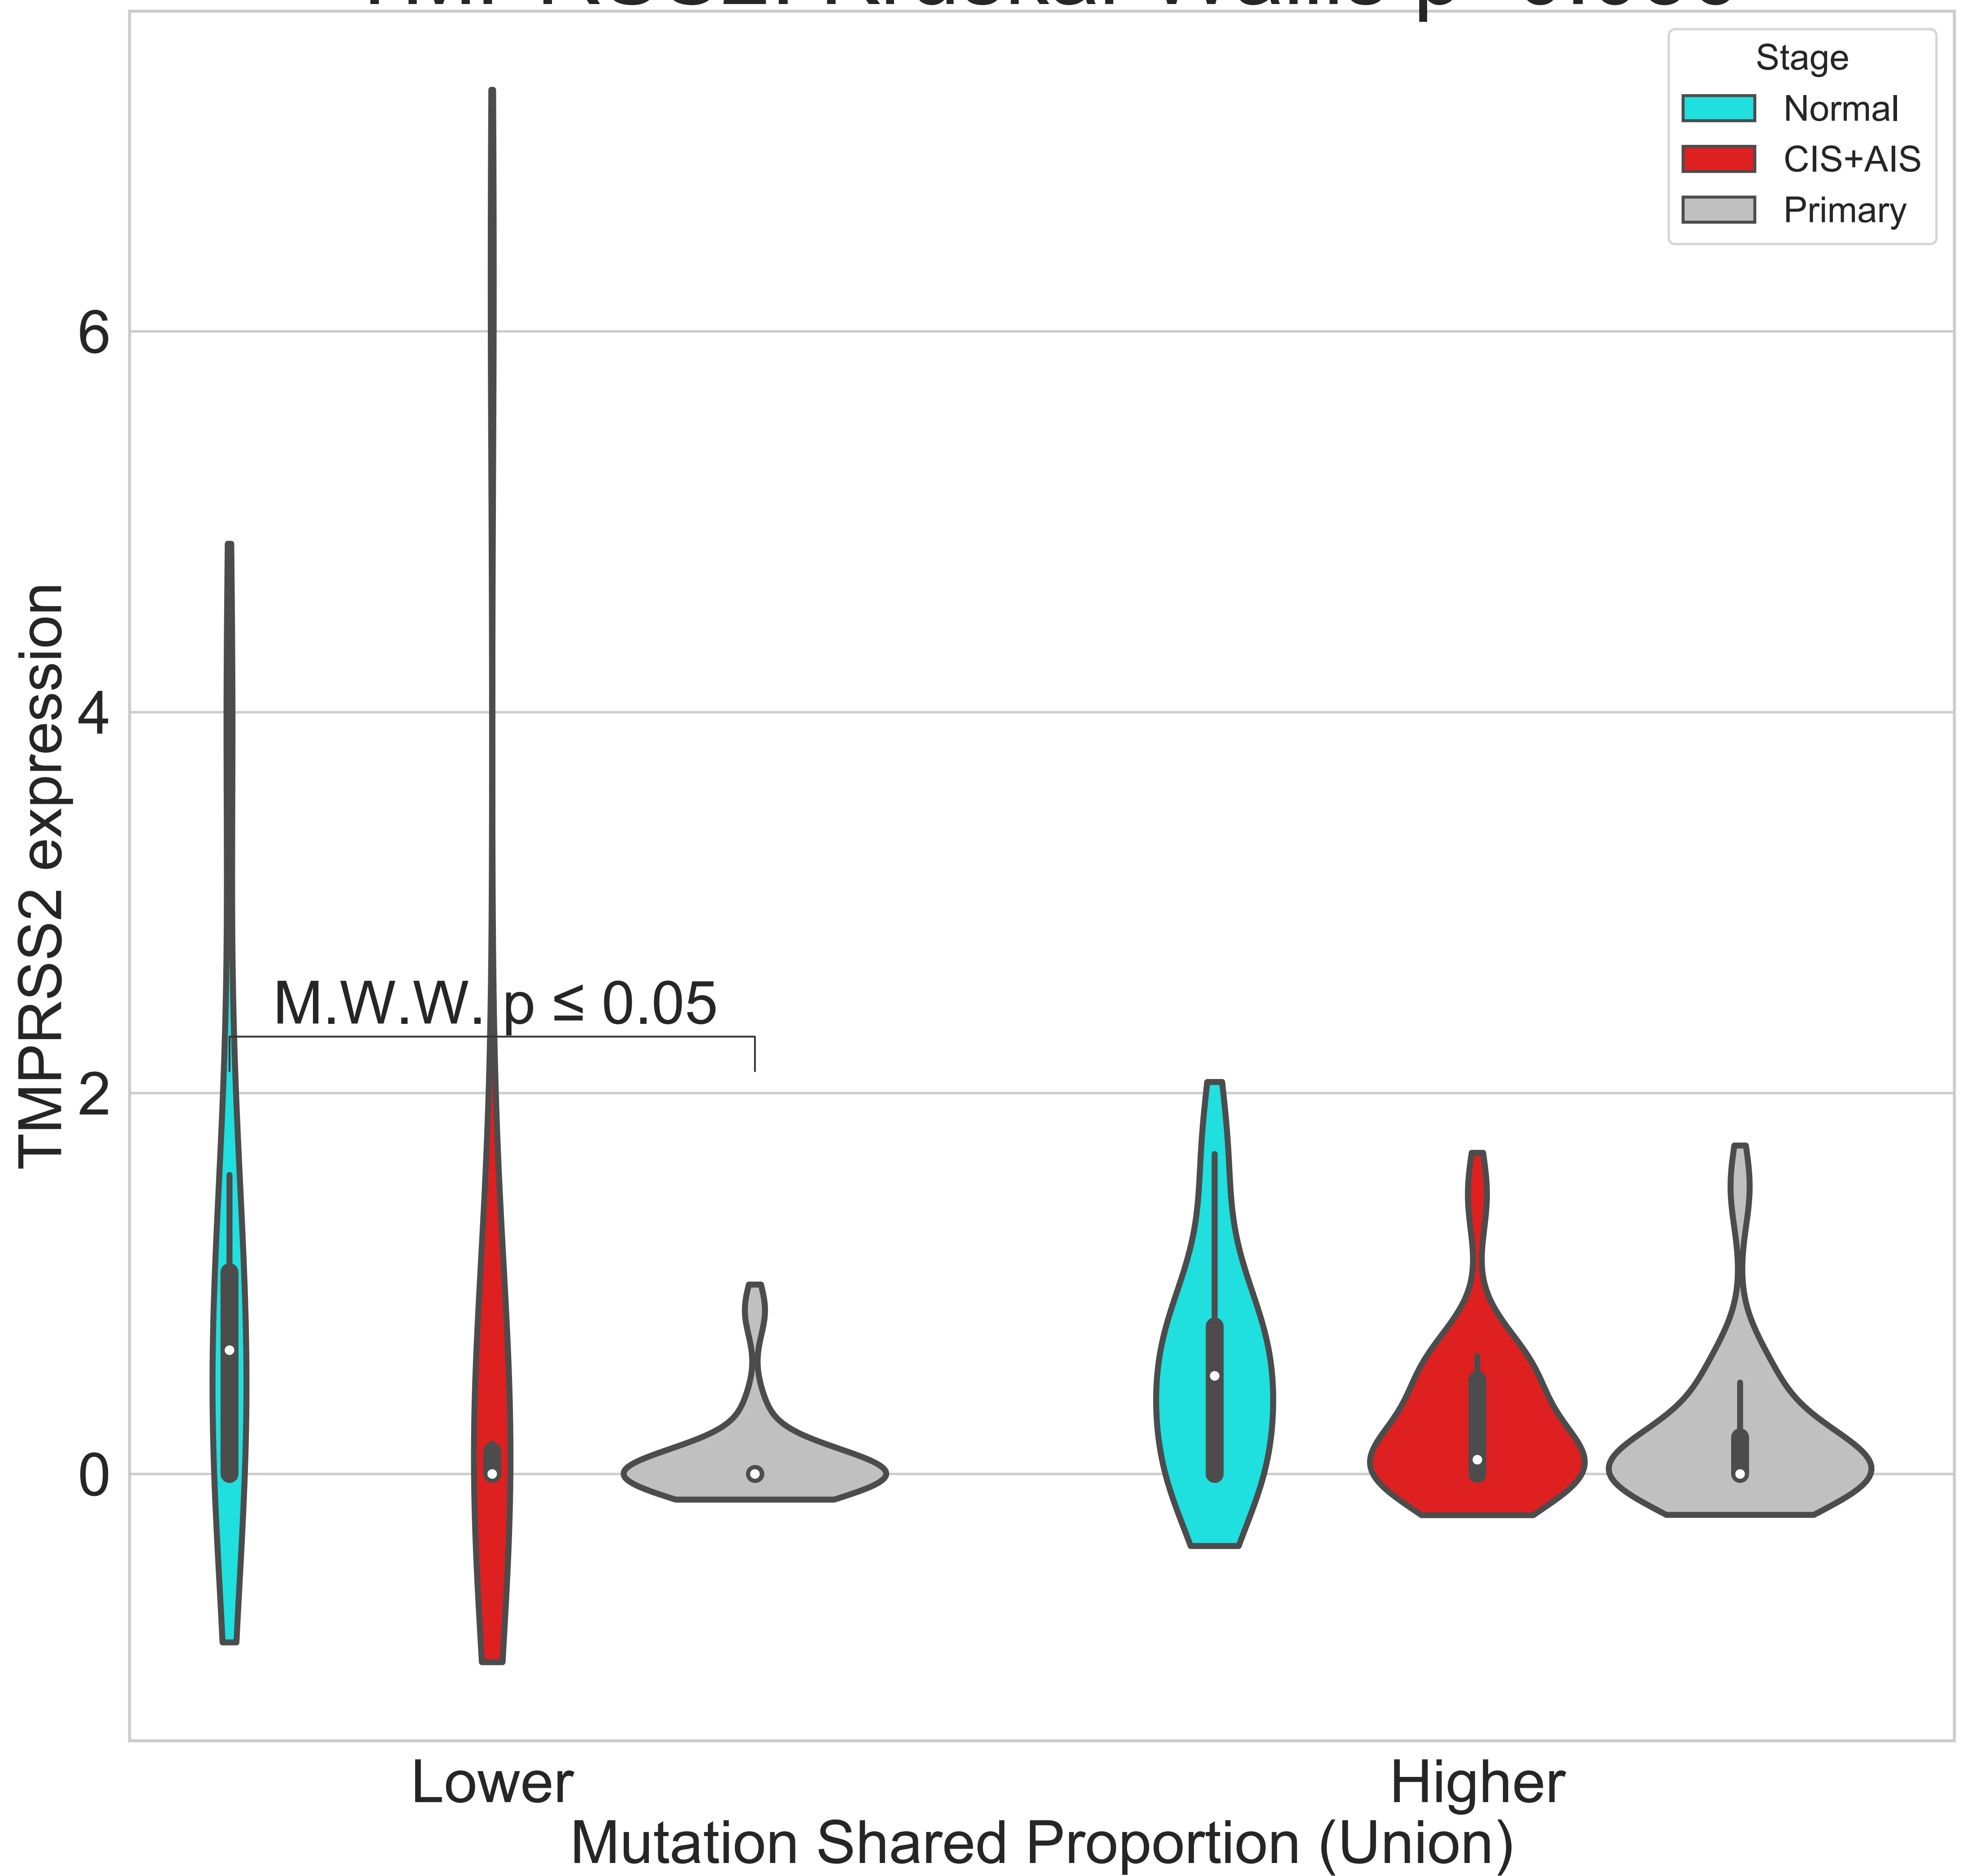 Stage
Normal
CIS+AIS
Primary
6
4
2
0
TMPRSS2 expression
M.W.W. p ≤ 0.05
Lower
Higher
Mutation Shared Proportion (Union)